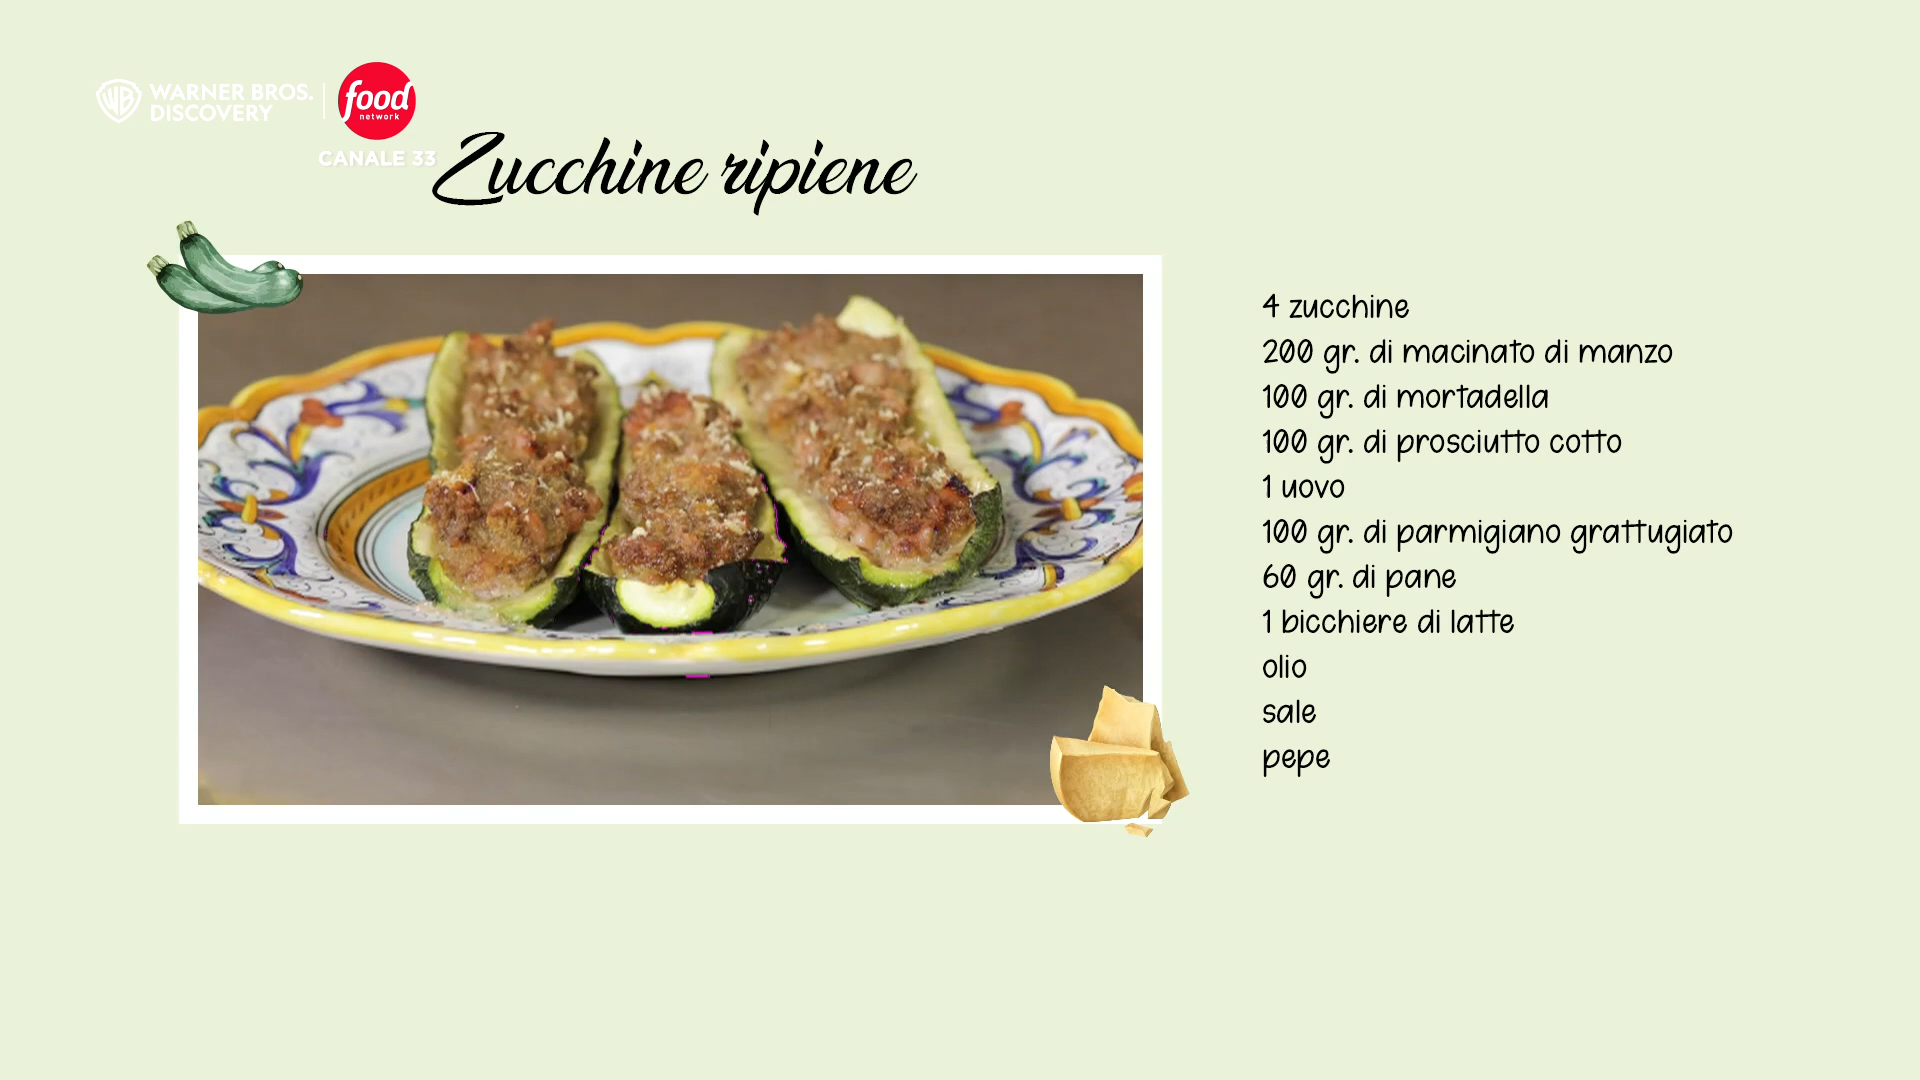 WARNER BROS.
DISCOVERY
food
network
CANALE 33
Zucchine ripiene
4 zucchine
200 gr. di macinato di manzo
100 gr. di mortadella
100 gr. di prosciutto cotto
1 uovo
100 gr. di parmigiano grattugiato
60 gr. di pane
1 bicchiere di latte
olio
sale
pepe